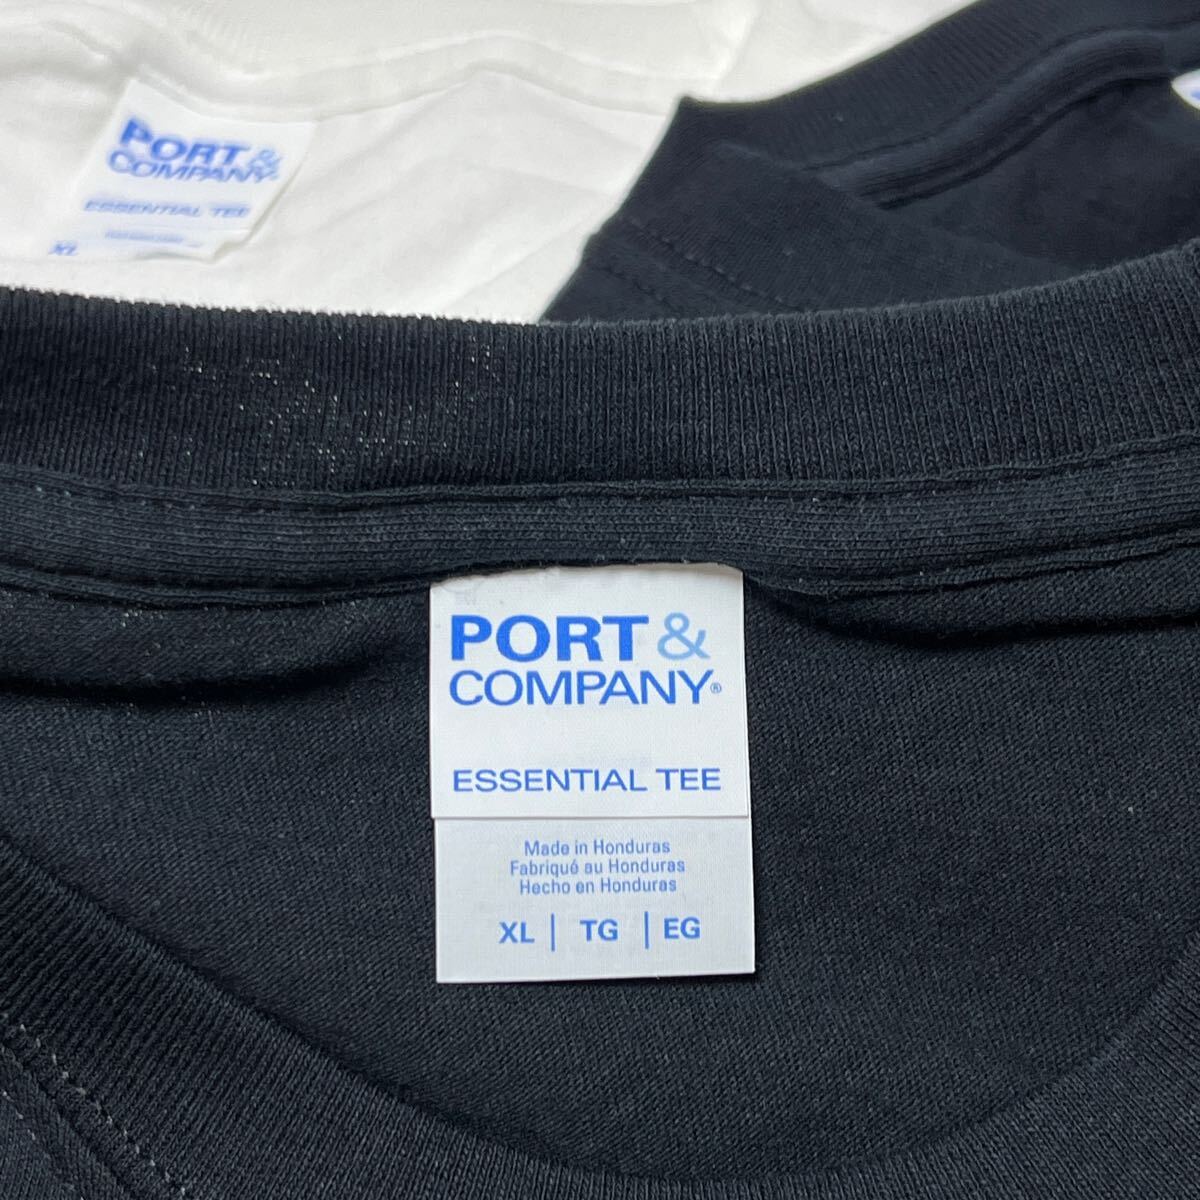 PORT &
COMPANY
ESSENTIAL TEE
XL
PORT &
COMPANY®
ESSENTIAL TEE
Made in Honduras
Fabriqué au Honduras
Hecho en Honduras
XL | TG | EG